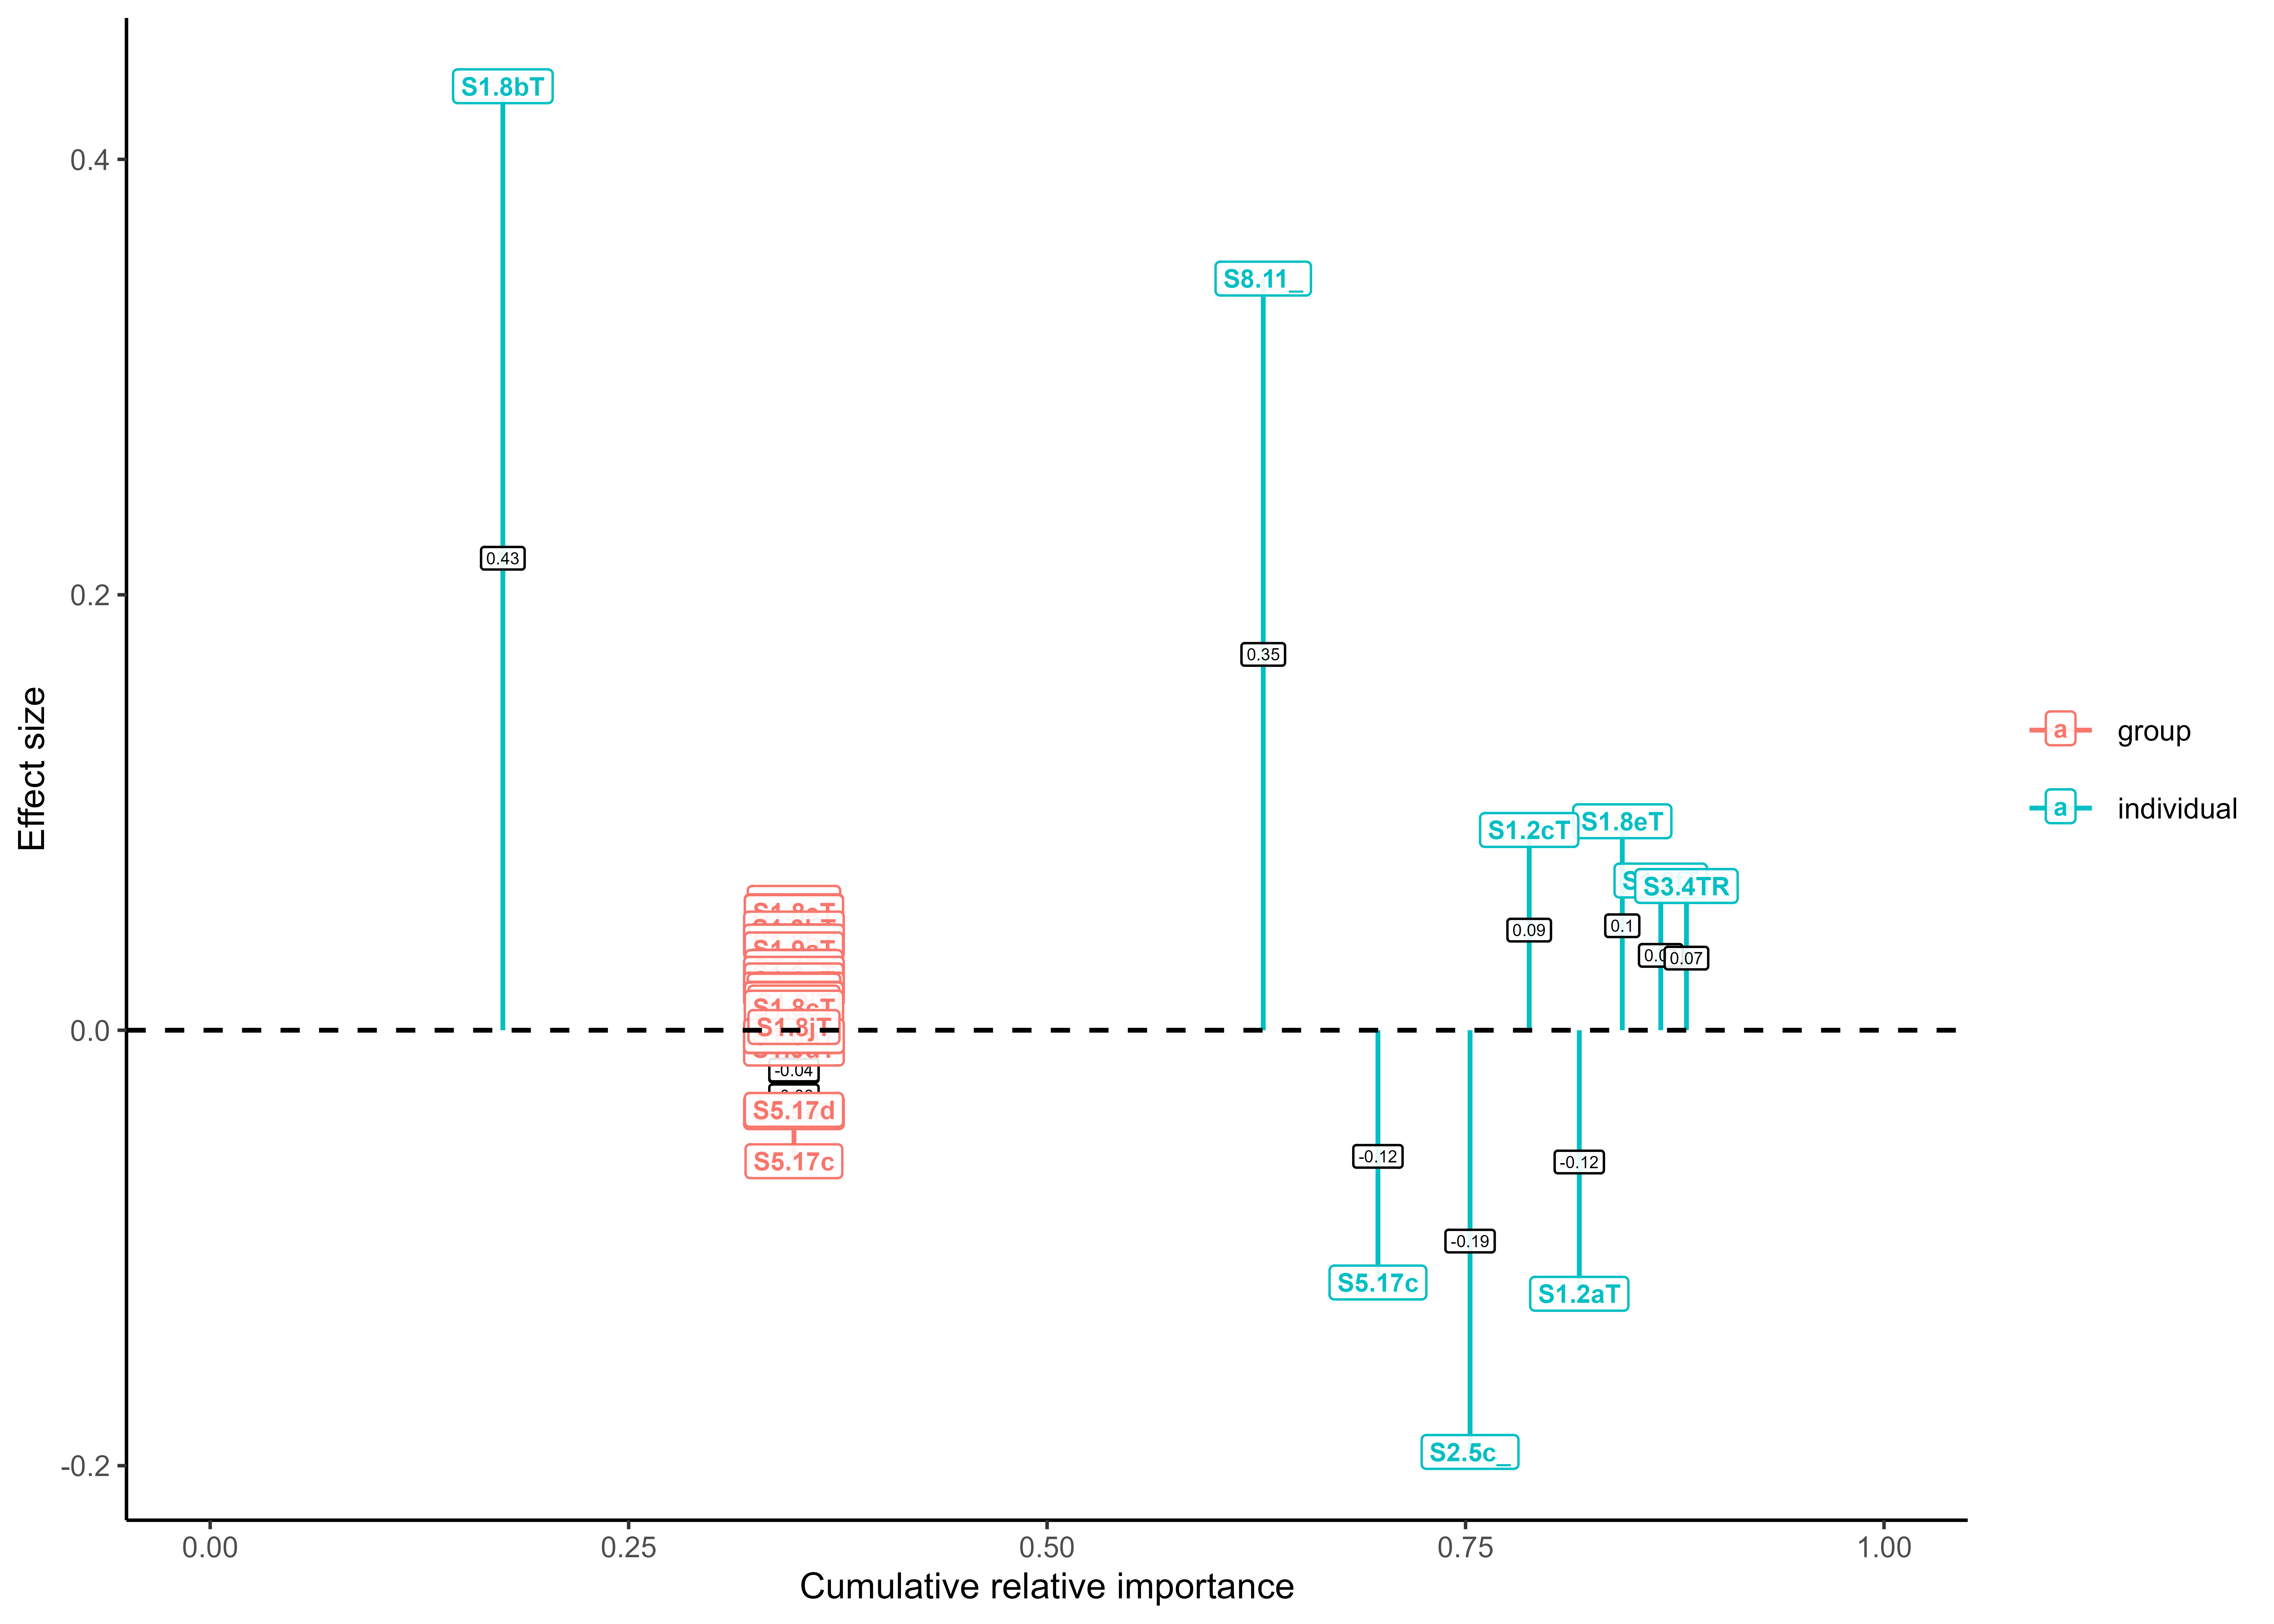 S1.8bT
0.4
S8.11_
0.43
0.2
0.35
Effect size
group
individual
a
a
S1.2cT
S1.8eT
S3.4TR
0.09
0.1
0.07
S1.8cT
0.0
S1.8jT
-0.04
S5.17d
S5.17c
-0.12
-0.12
-0.19
S5.17c
S1.2aT
S2.5c_
-0.2
0.00
0.25
0.50
0.75
1.00
Cumulative relative importance